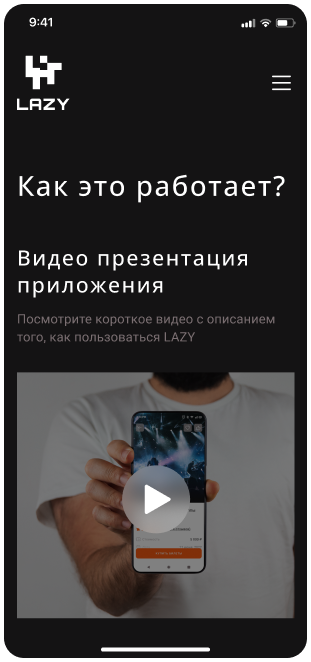 9:41
LAZY
Как это работает?
Видео презентация
приложения
Посмотрите короткое видео с описанием
того, как пользоваться LAZY